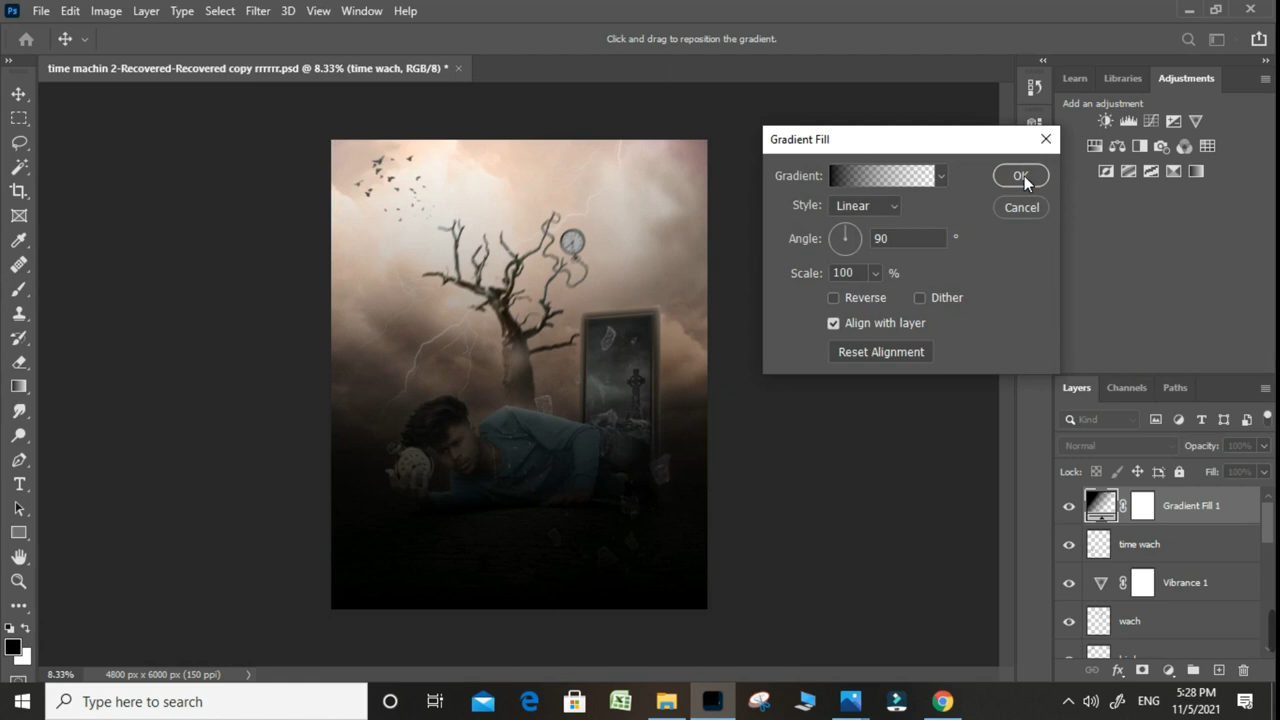 Ps File Edit Image Layer Type Select Filter 3D View Window Help
Click and drag to reposition the gradient.
time machin 2-Recovered-Recovered copy rrrrrr.psd @ 8.33% (time wach, RGB/8) *
Learn Libraries Adjustments
Add an adjustment
Gradient Fill
Gradient:
OK
Style: Linear
Cancel
Angle: 90 °
Scale: 100 %
Reverse Dither
Align with layer
Reset Alignment
Layers Channels Paths
Kind
Normal Opacity: 100%
Lock: Fill: 100%
Gradient Fill 1
time wach
Vibrance 1
wach
8.33% 4800 px x 6000 px (150 ppi)
Type here to search
ENG
5:28 PM
11/5/2021